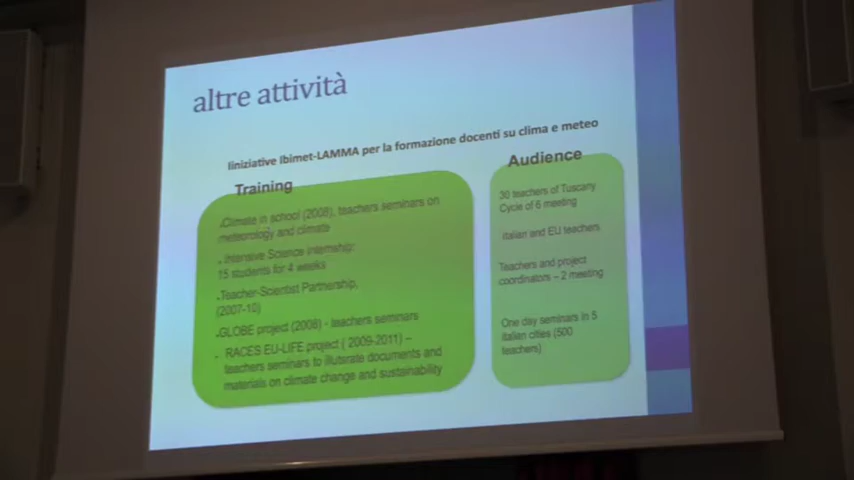 altre attività
Iiniziative Ibimet-LAMMA per la formazione docenti su clima e meteo
Training
Climate in school (2008), teachers seminars on
meteorology and climate
Intensive Science Internship:
15 students for 4 weeks
Teacher-Scientist Partnership,
(2007-10)
GLOBE project (2008) - teachers seminars
- RACES EU-LIFE project ( 2009-2011) –
teachers seminars to illutsrate documents and
materials on climate change and sustainability
Audience
30 teachers of Tuscany
Cycle of 6 meeting
Italian and EU teachers
Teachers and project
coordinators – 2 meeting
One day seminars in 5
italian cities (500
teachers)